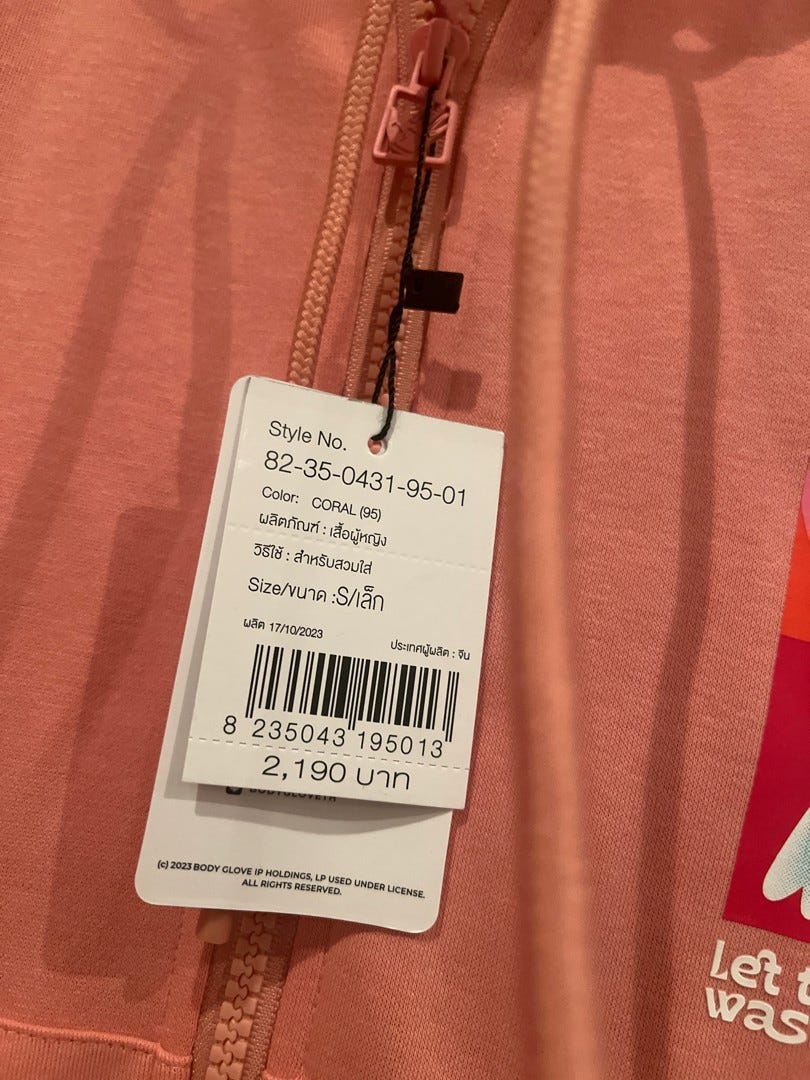 Style No.
82-35-0431-95-01
Color: CORAL (95)
ผลิตภัณฑ์ : เสื้อผู้หญิง
วิธีใช้ : สำหรับสวมใส่
Size/ขนาด :S/เล็ก
ผลิต 17/10/2023
ประเทศผู้ผลิต : จีน
8 235043 195013
2,190 บาท
BODYGLOVETH
(c) 2023 BODY GLOVE IP HOLDINGS, LP USED UNDER LICENSE.
ALL RIGHTS RESERVED.
Let t
was